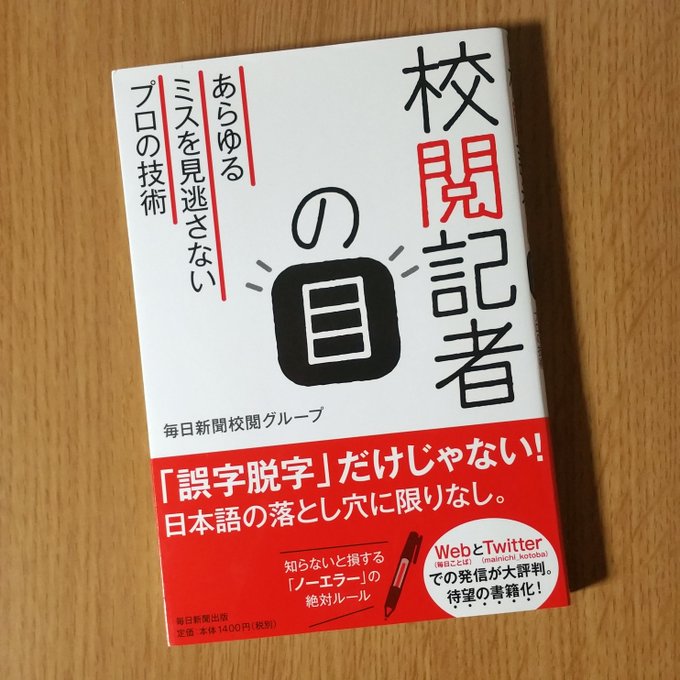 校閲記者
の目
あらゆる
ミスを見逃さない
プロの技術
毎日新聞校閲グループ
「誤字脱字」だけじゃない!
日本語の落とし穴に限りなし。
知らないと損する
「ノーエラー」の
絶対ルール
WebとTwitter
(毎日ことば) (mainichi_kotoba)
での発信が大評判。
待望の書籍化!
毎日新聞出版
定価:本体1400円(税別)